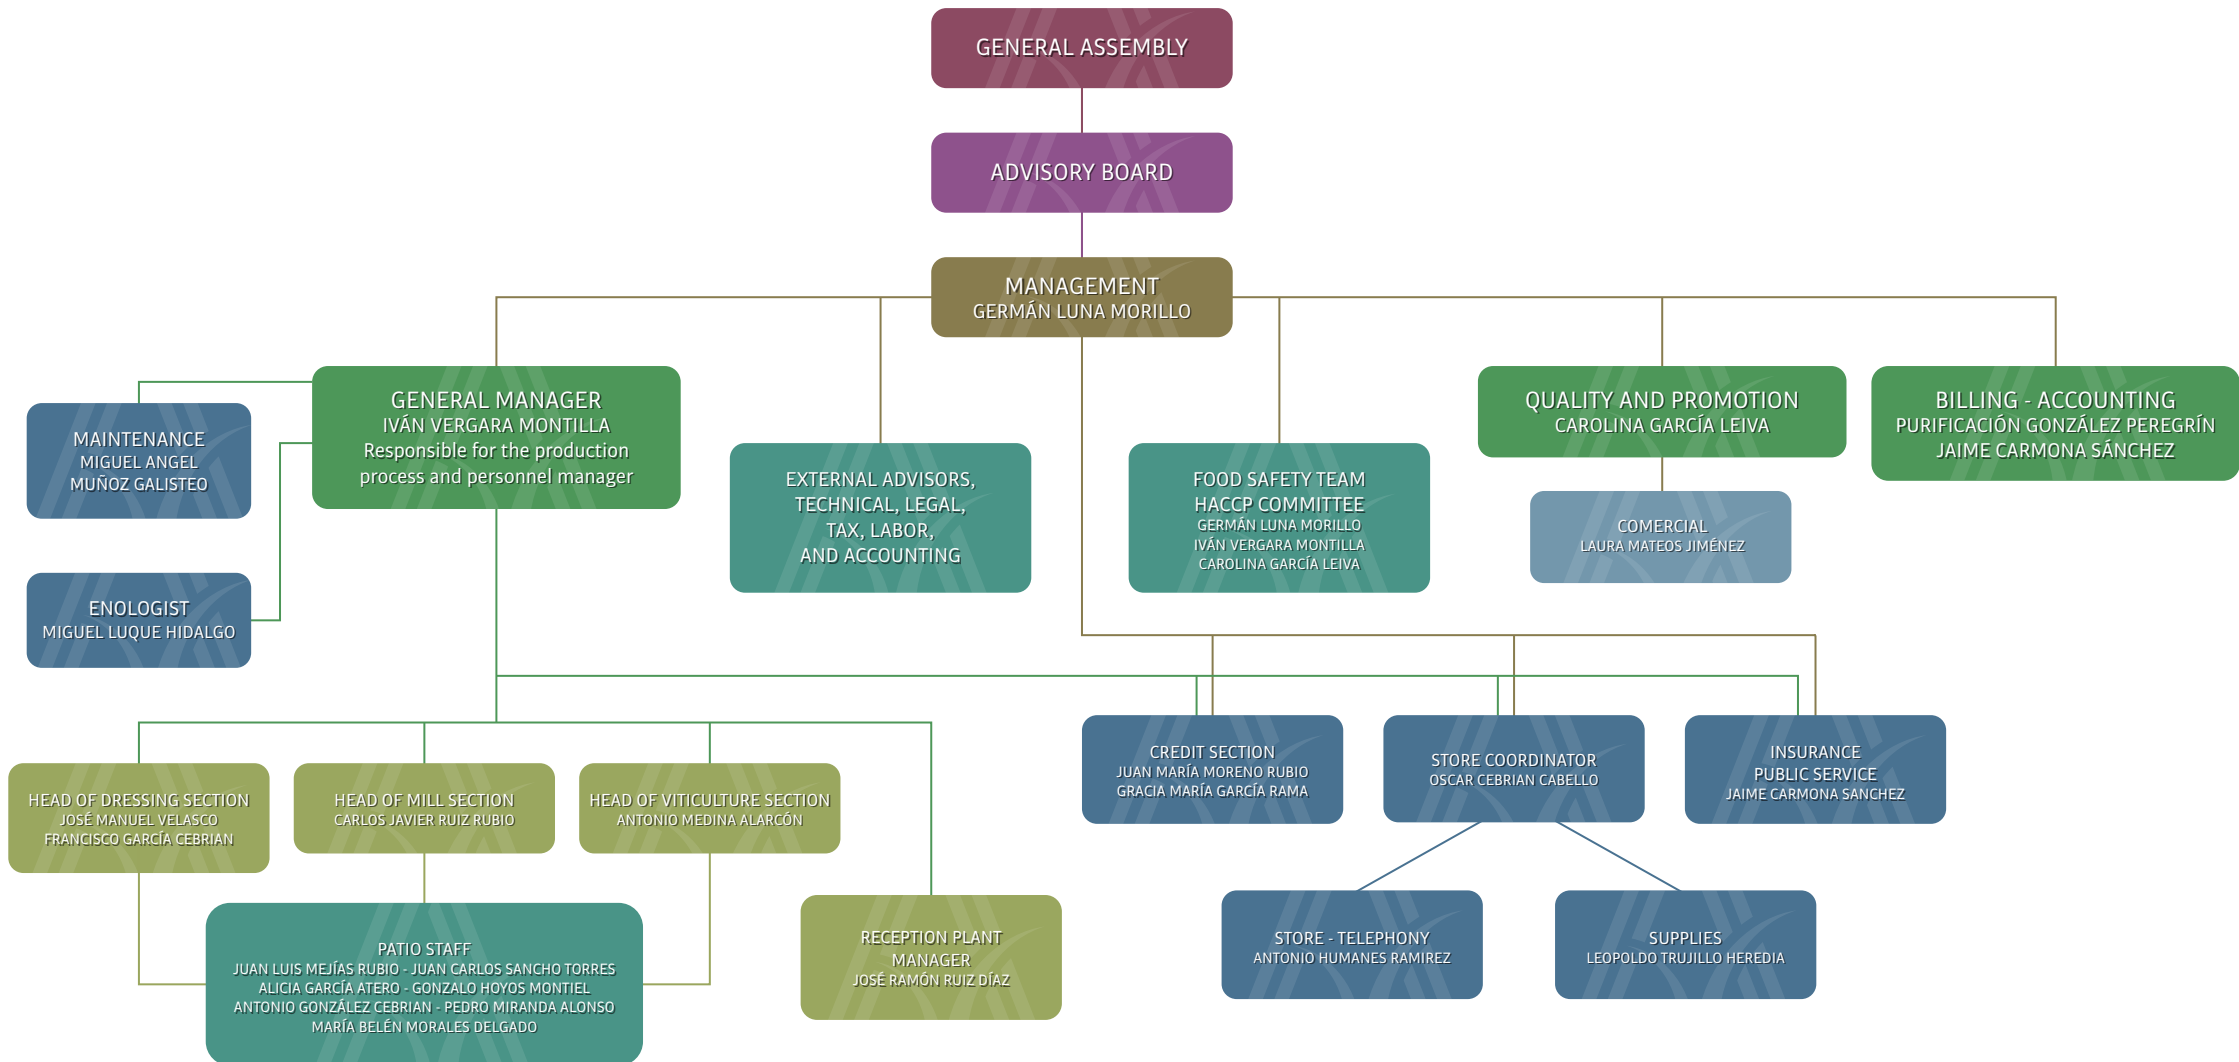 GENERAL ASSEMBLY
ADVISORY BOARD
MANAGEMENT
GERMÁN LUNA MORILLO
GENERAL MANAGER
IVÁN VERGARA MONTILLA
Responsible for the production
process and personnel manager
MAINTENANCE
MIGUEL ANGEL
MUÑOZ GALISTEO
ENOLOGIST
MIGUEL LUQUE HIDALGO
EXTERNAL ADVISORS,
TECHNICAL, LEGAL,
TAX, LABOR,
AND ACCOUNTING
FOOD SAFETY TEAM
HACCP COMMITTEE
GERMÁN LUNA MORILLO
IVÁN VERGARA MONTILLA
CAROLINA GARCÍA LEIVA
QUALITY AND PROMOTION
CAROLINA GARCÍA LEIVA
COMERCIAL
LAURA MATEOS JIMÉNEZ
BILLING - ACCOUNTING
PURIFICACIÓN GONZÁLEZ PEREGRÍN
JAIME CARMONA SÁNCHEZ
HEAD OF DRESSING SECTION
JOSÉ MANUEL VELASCO
FRANCISCO GARCÍA CEBRIAN
HEAD OF MILL SECTION
CARLOS JAVIER RUIZ RUBIO
HEAD OF VITICULTURE SECTION
ANTONIO MEDINA ALARCÓN
CREDIT SECTION
JUAN MARÍA MORENO RUBIO
GRACIA MARÍA GARCÍA RAMA
STORE COORDINATOR
OSCAR CEBRIAN CABELLO
INSURANCE
PUBLIC SERVICE
JAIME CARMONA SANCHEZ
PATIO STAFF
JUAN LUIS MEJÍAS RUBIO - JUAN CARLOS SANCHO TORRES
ALICIA GARCÍA ATERO - GONZALO HOYOS MONTIEL
ANTONIO GONZÁLEZ CEBRIAN - PEDRO MIRANDA ALONSO
MARÍA BELÉN MORALES DELGADO
RECEPTION PLANT
MANAGER
JOSÉ RAMÓN RUIZ DÍAZ
STORE - TELEPHONY
ANTONIO HUMANES RAMIREZ
SUPPLIES
LEOPOLDO TRUJILLO HEREDIA